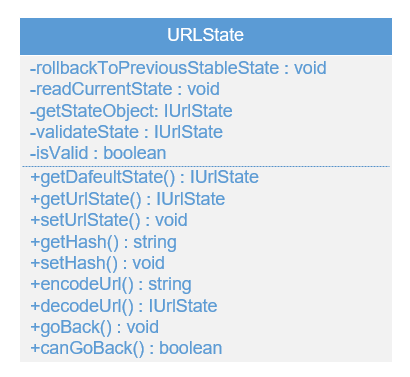 URLState
-rollbackToPreviousStableState : void
-readCurrentState : void
-getStateObject: IUrlState
-validateState : IUrlState
-isValid : boolean
+getDafeultState() : IUrlState
+getUrlState() : IUrlState
+setUrlState() : void
+getHash() : string
+setHash() : void
+encodeUrl() : string
+decodeUrl() : IUrlState
+goBack() : void
+canGoBack() : boolean